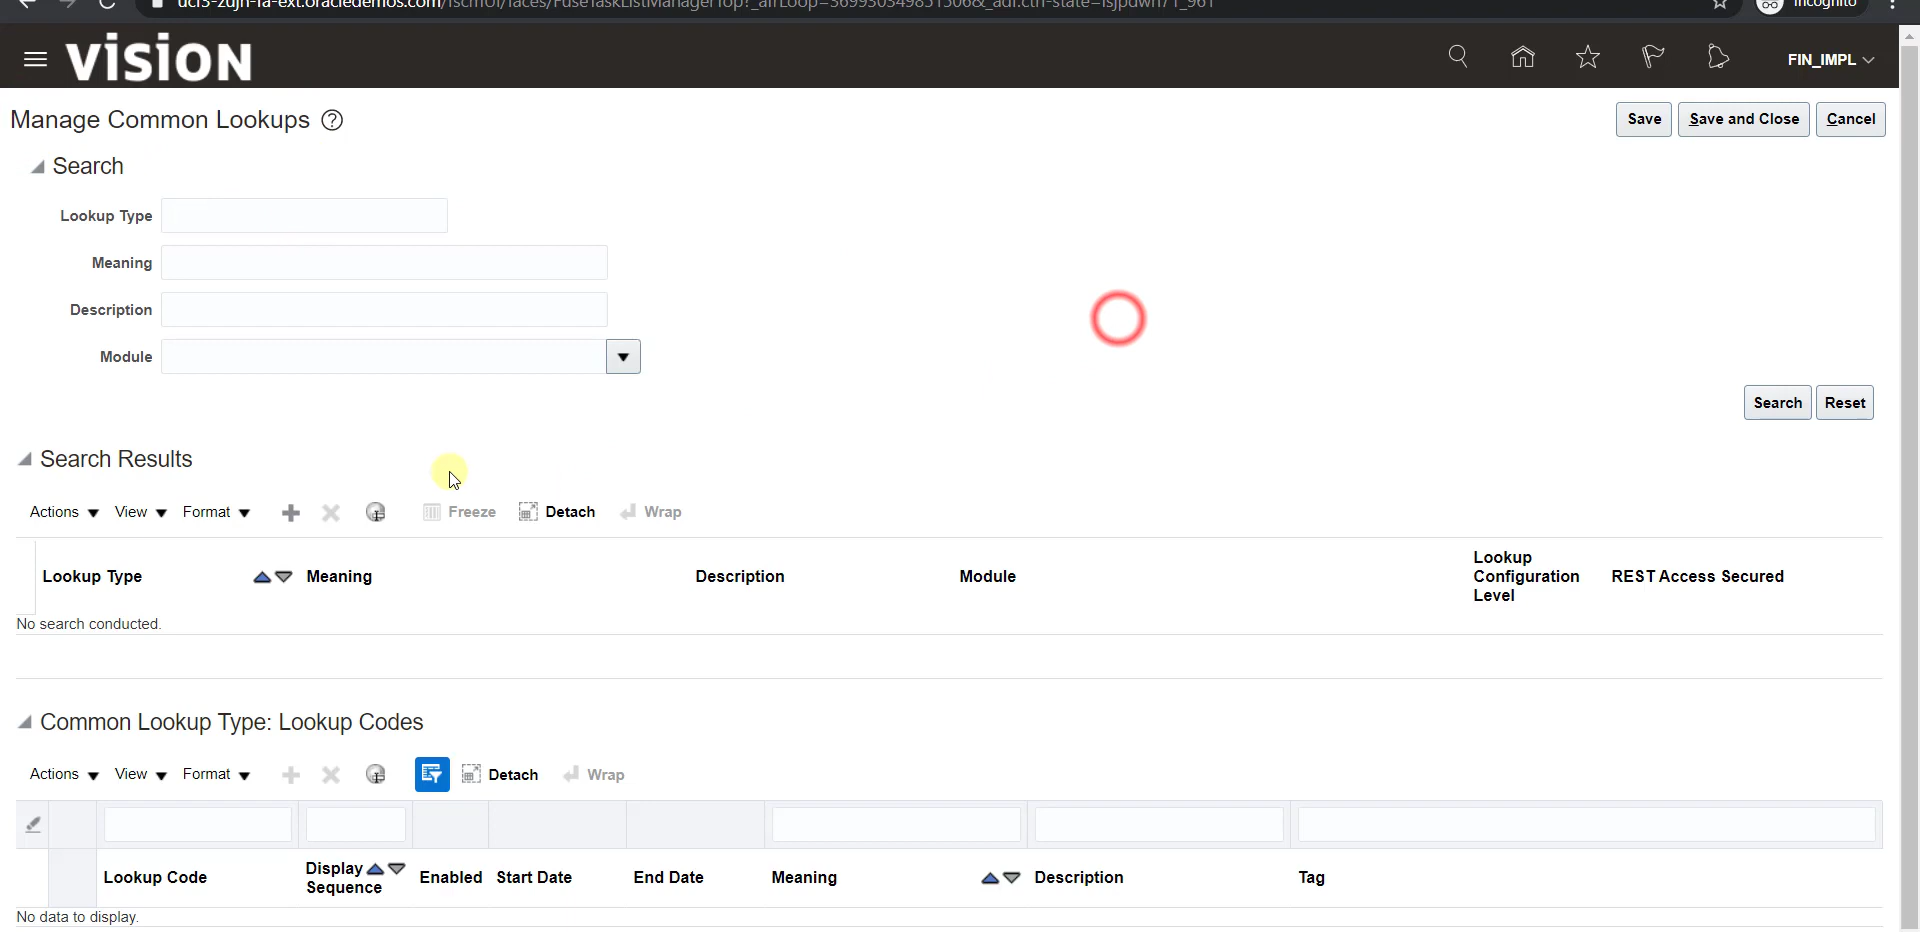 vision
FIN_IMPL
Manage Common Lookups ?
Save Save and Close Cancel
Search
Lookup Type
Meaning
Description
Module
Search Reset
Search Results
Actions View Format Freeze Detach Wrap
Lookup Type Meaning Description Module Lookup Configuration Level REST Access Secured
No search conducted.
Common Lookup Type: Lookup Codes
Actions View Format Detach Wrap
Lookup Code Display Sequence Enabled Start Date End Date Meaning Description Tag
No data to display.